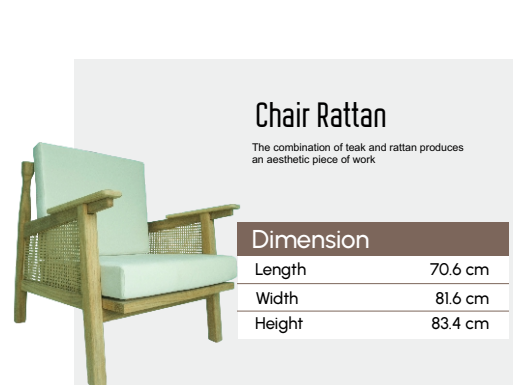 Chair Rattan
The combination of teak and rattan produces
an aesthetic piece of work
Dimension
Length 70.6 cm
Width 81.6 cm
Height 83.4 cm